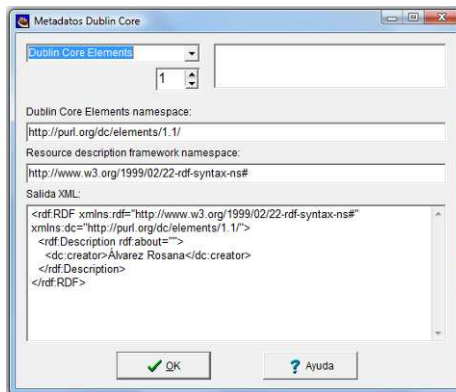 Metadatos Dublin Core
Dublin Core Elements
1
Dublin Core Elements namespace:
http://purl.org/dc/elements/1.1/
Resource description framework namespace:
http://www.w3.org/1999/02/22-rdf-syntax-ns#
Salida XML:
<rdf:RDF xmlns:rdf="http://www.w3.org/1999/02/22-rdf-syntax-ns#"
xmlns:dc="http://purl.org/dc/elements/1.1/">
<rdf:Description rdf:about="">
<dc:creator>Álvarez Rosana</dc:creator>
</rdf:Description>
</rdf:RDF>
OK
Ayuda